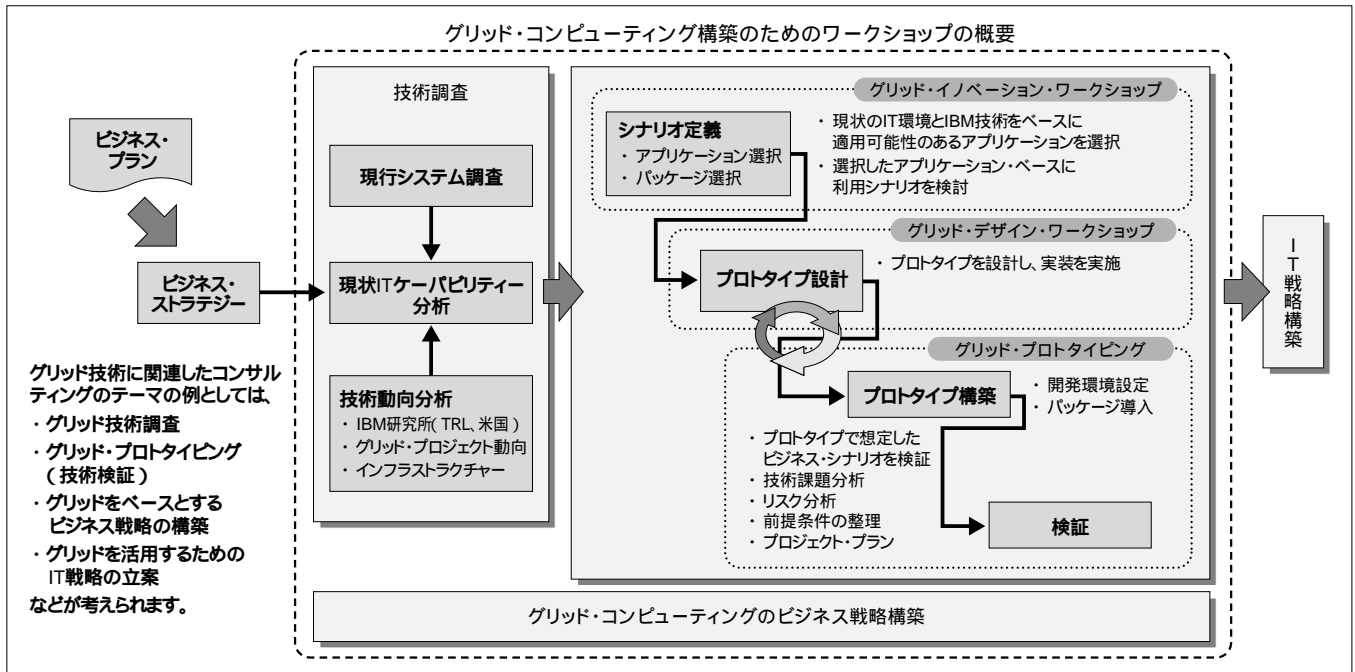 グリッド・コンピューティング構築のためのワークショップの概要
ビジネス・
プラン
ビジネス・
ストラテジー
グリッド技術に関連したコンサル
ティングのテーマの例としては、
・グリッド技術調査
・グリッド・プロトタイピング
（技術検証）
・グリッドをベースとする
ビジネス戦略の構築
・グリッドを活用するための
IT戦略の立案
などが考えられます。
技術調査
現行システム調査
現状ITケーパビリティー
分析
技術動向分析
・IBM研究所（TRL、米国）
・グリッド・プロジェクト動向
・インフラストラクチャー
グリッド・イノベーション・ワークショップ
シナリオ定義
・アプリケーション選択
・パッケージ選択
・現状のIT環境とIBM技術をベースに
適用可能性のあるアプリケーションを選択
・選択したアプリケーション・ベースに
利用シナリオを検討
グリッド・デザイン・ワークショップ
プロトタイプ設計
・プロトタイプを設計し、実装を実施
グリッド・プロトタイピング
プロトタイプ構築
・開発環境設定
・パッケージ導入
・プロトタイプで想定した
ビジネス・シナリオを検証
・技術課題分析
・リスク分析
・前提条件の整理
・プロジェクト・プラン
検証
グリッド・コンピューティングのビジネス戦略構築
IT戦略構築